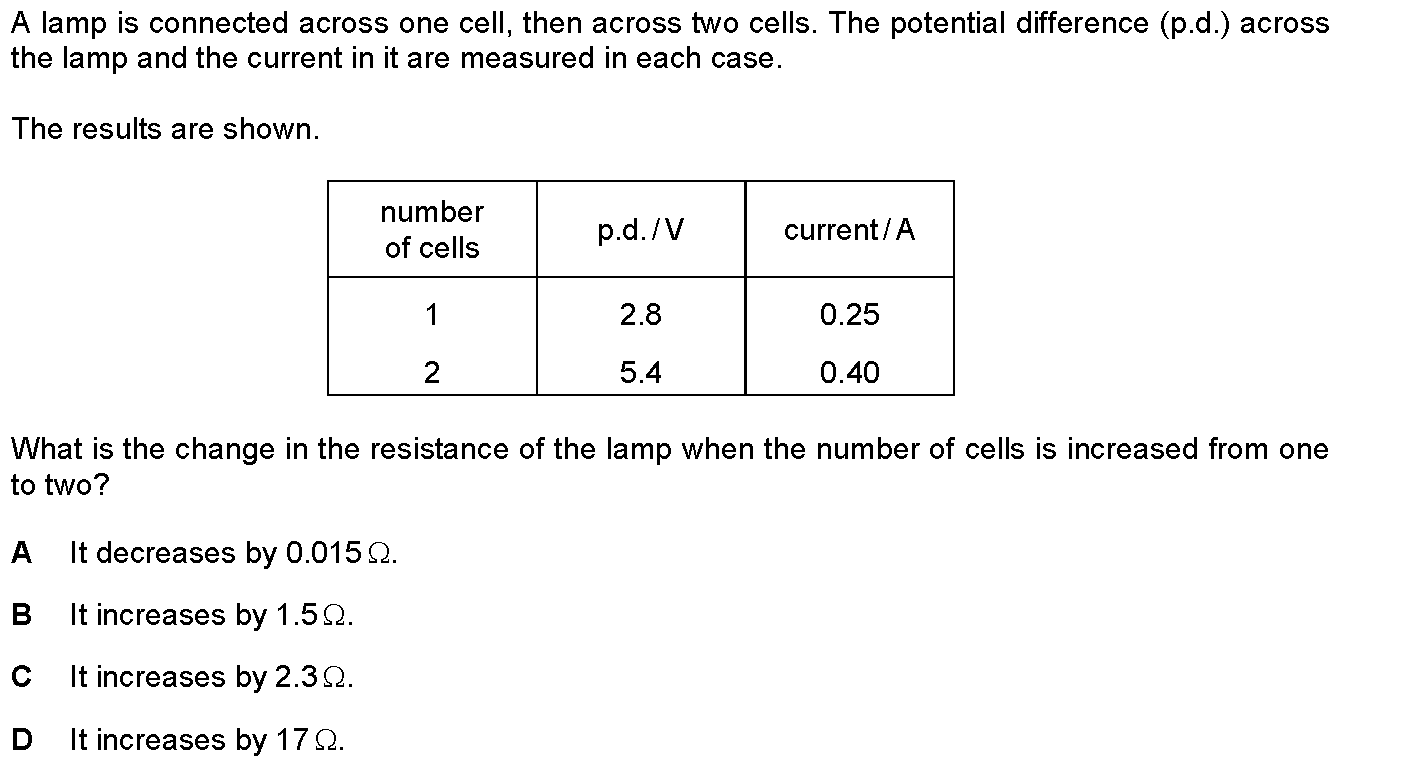 A lamp is connected across one cell, then across two cells. The potential difference (p.d.) across
the lamp and the current in it are measured in each case.
The results are shown.
number
of cells
p.d. / V
current / A
1
2.8
0.25
2
5.4
0.40
What is the change in the resistance of the lamp when the number of cells is increased from one
to two?
A It decreases by 0.015 Ω.
B It increases by 1.5 Ω.
C It increases by 2.3 Ω.
D It increases by 17 Ω.